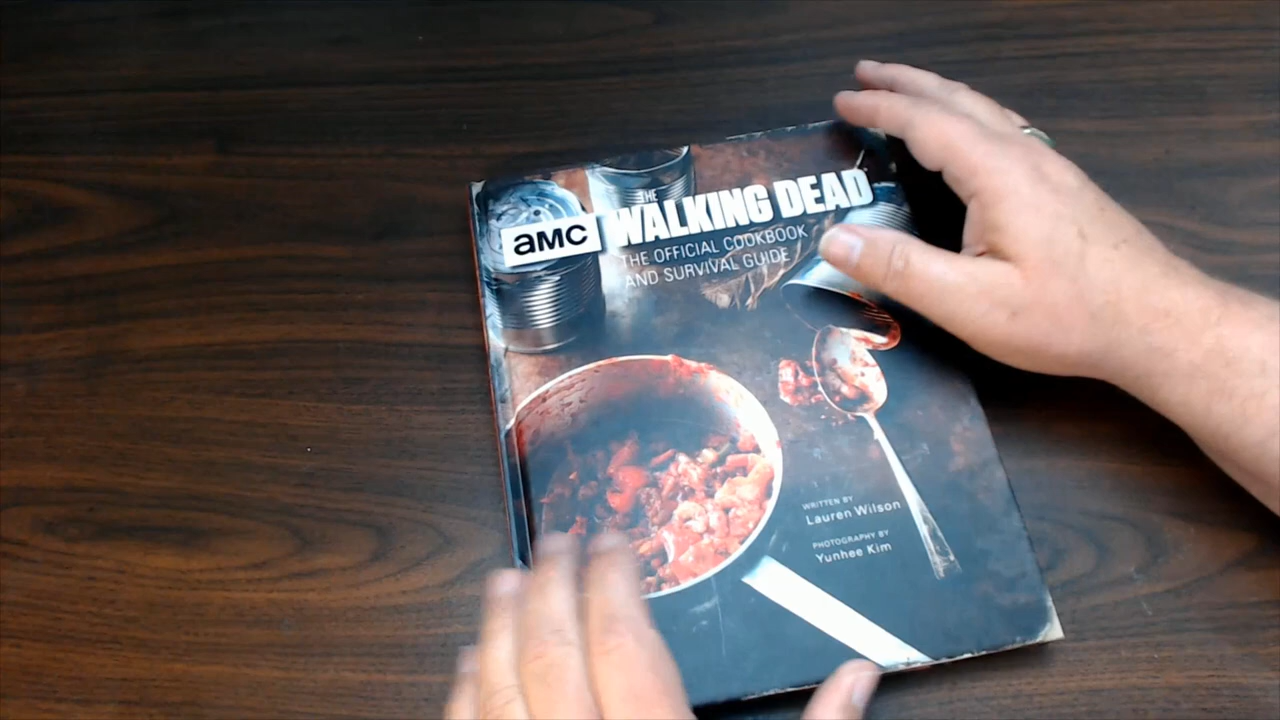 aMC
THE
WALKING DEAD
THE OFFICIAL COOKBOOK
AND SURVIVAL GUIDE
WRITTEN BY
Lauren Wilson
PHOTOGRAPHY BY
Yunhee Kim